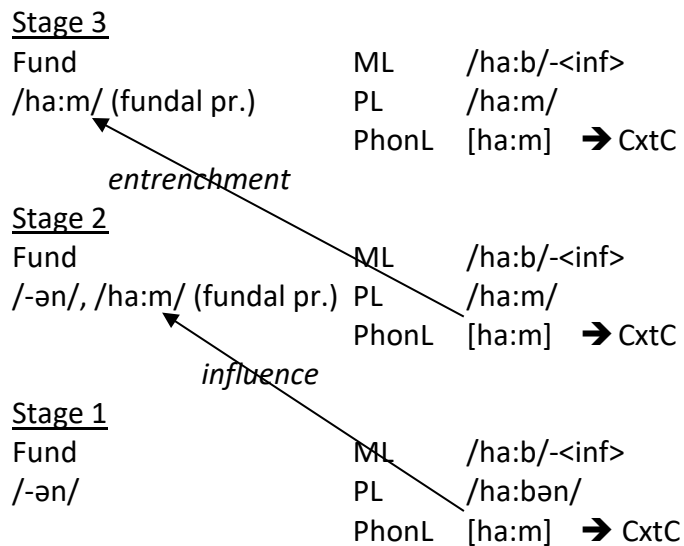 Stage 3
Fund ML /ha:b/-<inf>
/ha:m/ (fundal pr.) PL /ha:m/
PhonL [ha:m] ➔ CxtC
entrenchment
Stage 2
Fund ML /ha:b/-<inf>
/-ən/, /ha:m/ (fundal pr.) PL /ha:m/
PhonL [ha:m] ➔ CxtC
influence
Stage 1
Fund ML /ha:b/-<inf>
/-ən/ PL /ha:bən/
PhonL [ha:m] ➔ CxtC